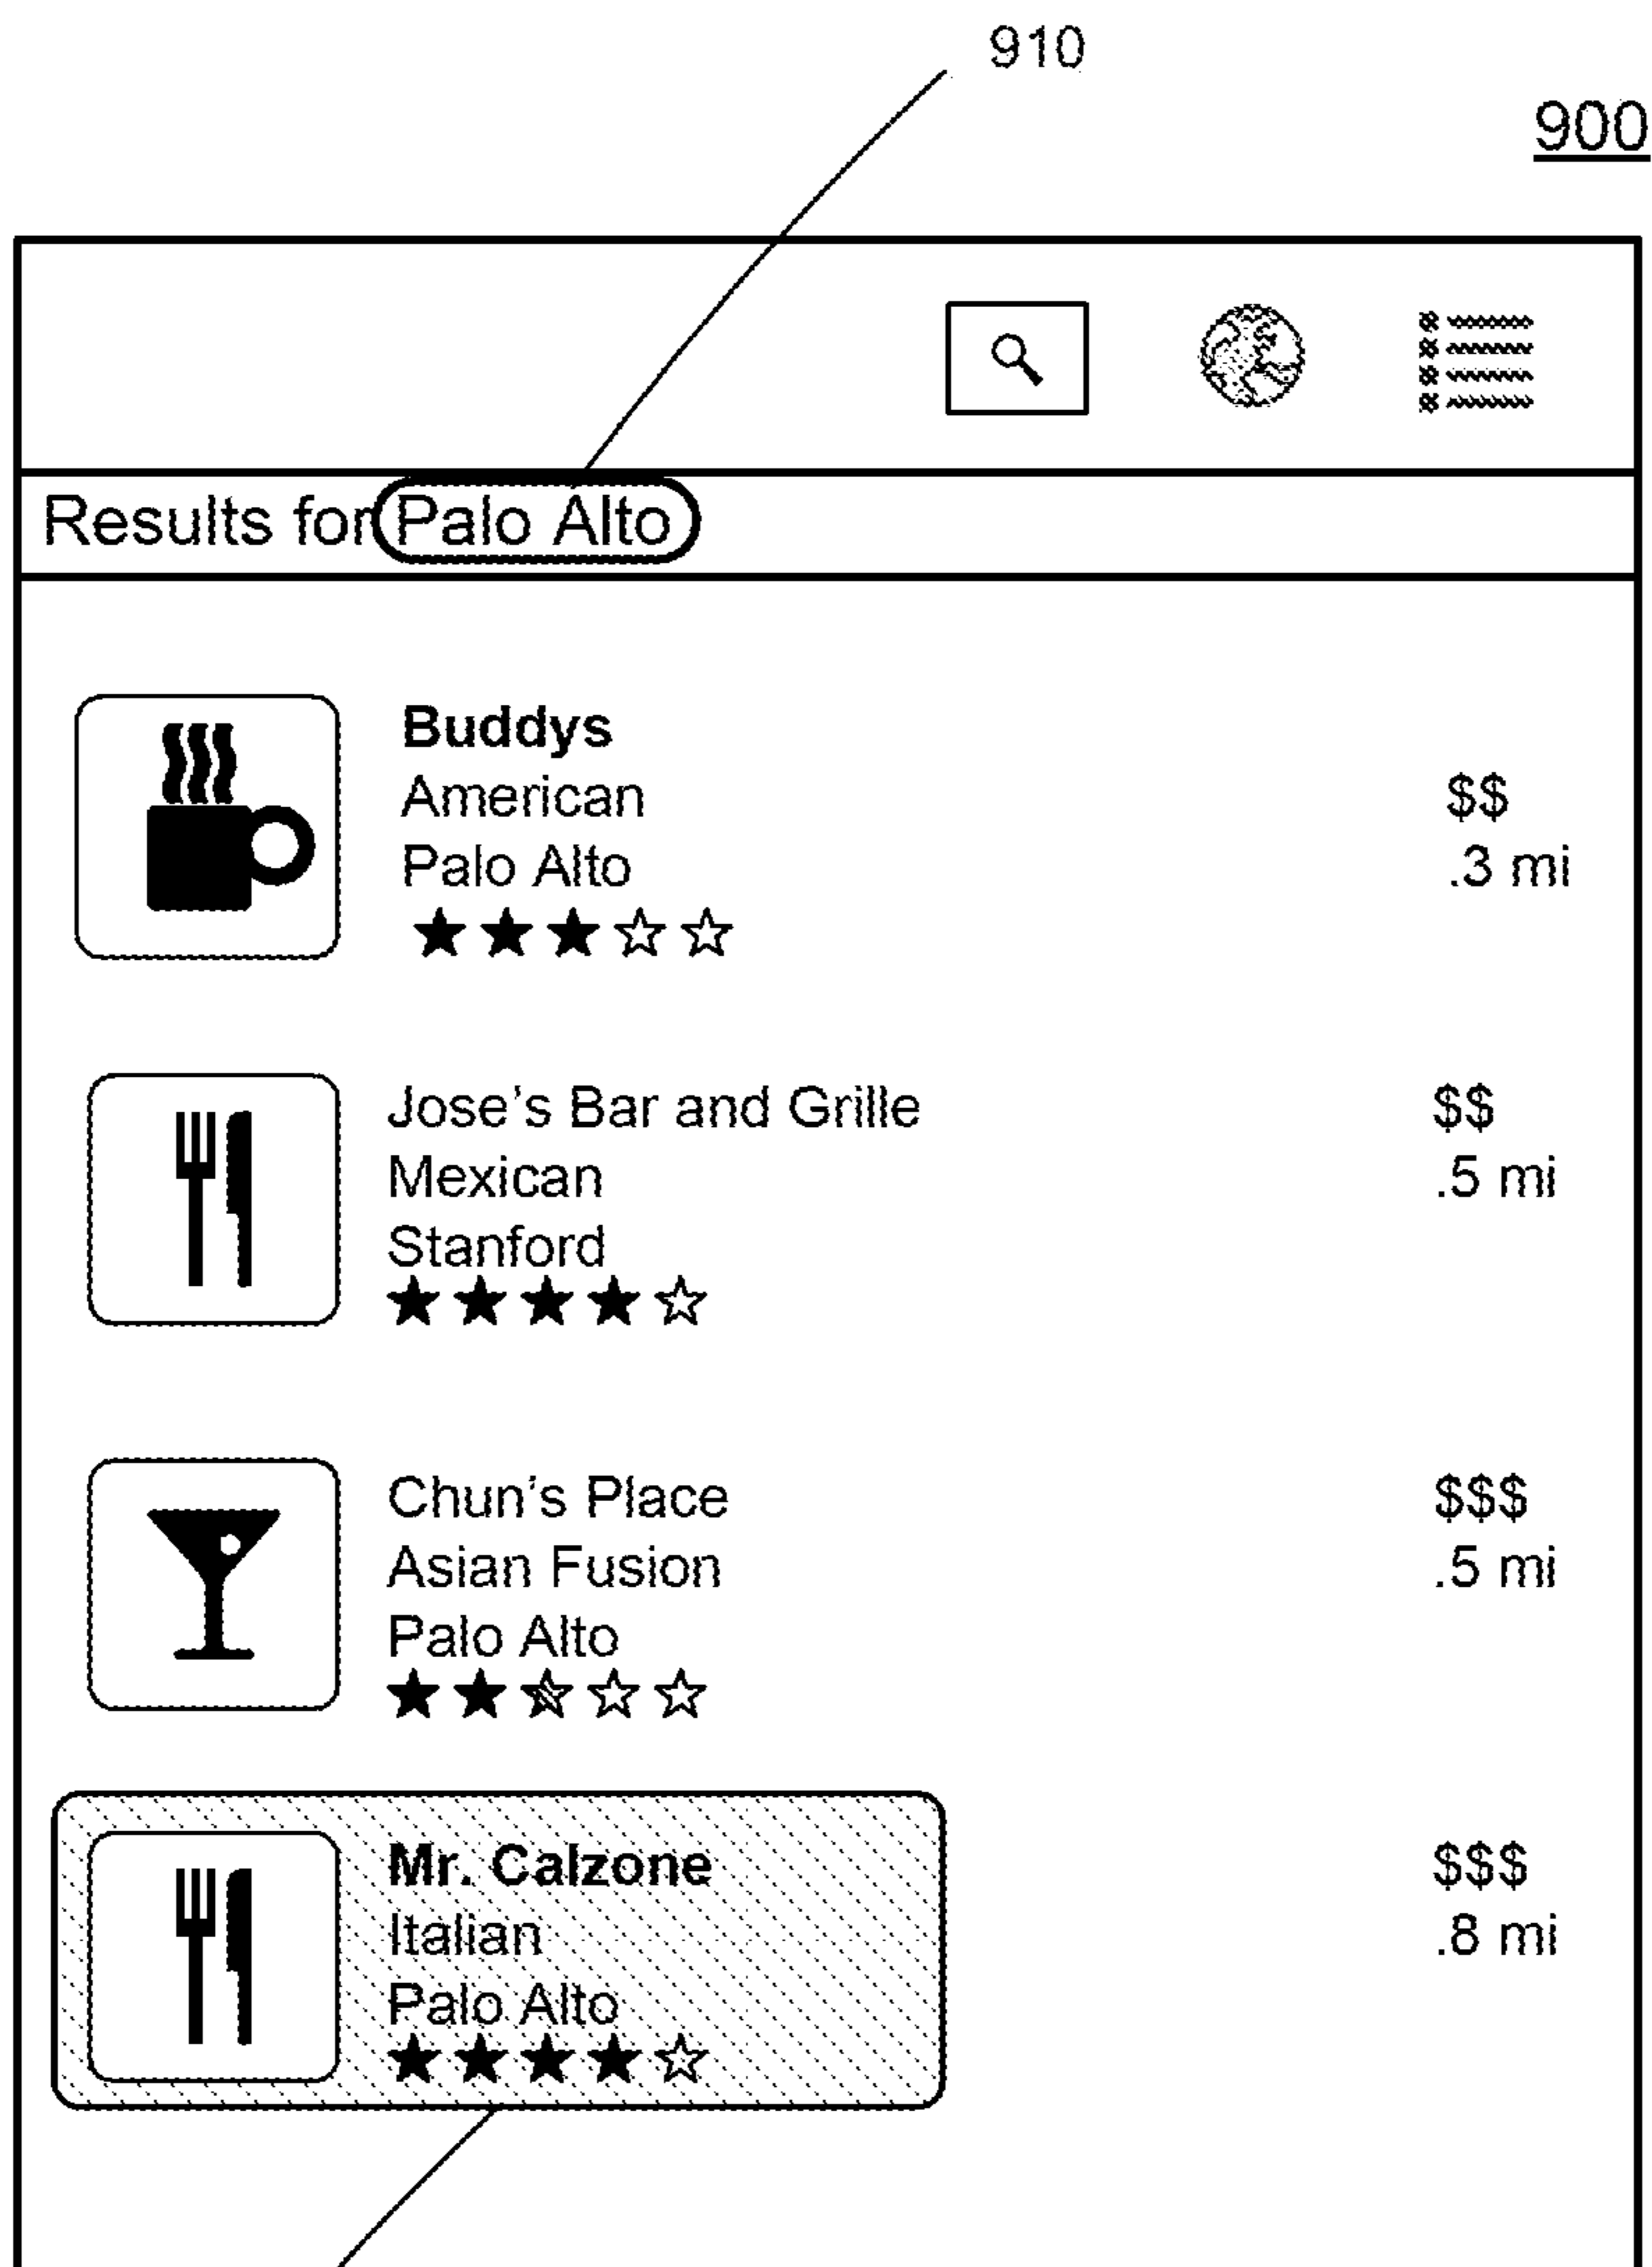 910
900
Results for Palo Alto
Buddys
American
$$
Palo Alto
.3 mi
Jose's Bar and Grille
$$
Mexican
.5 mi
Stanford
Chun's Place
$$$
Asian Fusion
.5 mi
Palo Alto
Mr. Calzone
$$$
Italian
.8 mi
Palo Alto